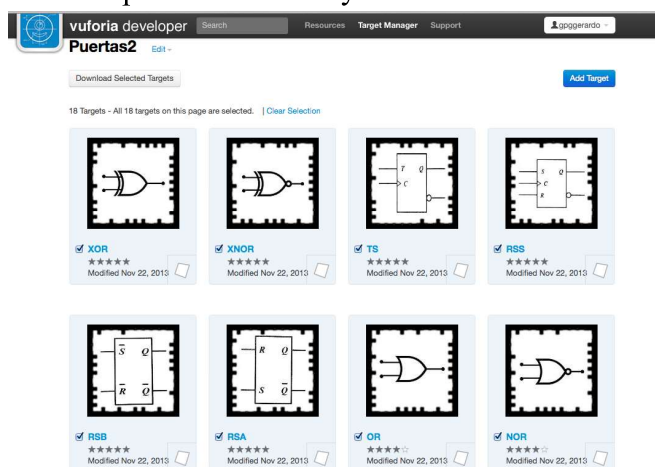 vuforia developer Search Resources Target Manager Support gpggerardo
Puertas2 Edit
Download Selected Targets Add Target
18 Targets - All 18 targets on this page are selected. | Clear Selection
T Q S Q
C C
R
XOR XNOR TS RSS
★★★★★ ★★★★★ ★★★★★ ★★★★★
Modified Nov 22, 2013 Modified Nov 22, 2013 Modified Nov 22, 2013 Modified Nov 22, 2013
S̅ Q R Q
R̅ Q̅ S Q̅
RSB RSA OR NOR
★★★★★ ★★★★★ ★★★★☆ ★★★★☆
Modified Nov 22, 2013 Modified Nov 22, 2013 Modified Nov 22, 2013 Modified Nov 22, 2013